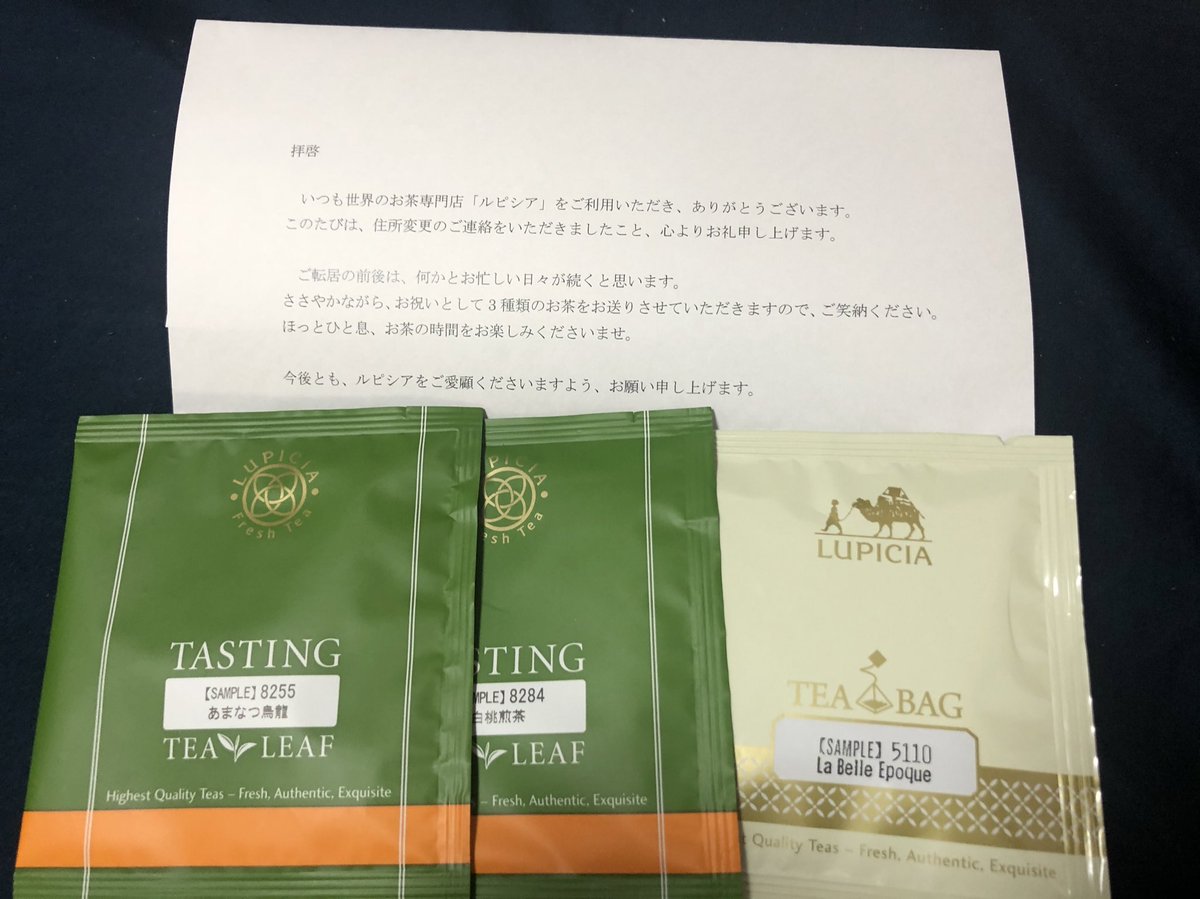 拝啓
いつも世界のお茶専門店「ルピシア」をご利用いただき、ありがとうございます。
このたびは、住所変更のご連絡をいただきましたこと、心よりお礼申し上げます。
ご転居の前後は、何かとお忙しい日々が続くと思います。
ささやかながら、お祝いとして3種類のお茶をお送りさせていただきますので、ご笑納ください。
ほっとひと息、お茶の時間をお楽しみくださいませ。
今後とも、ルピシアをご愛顧くださいますよう、お願い申し上げます。
LUPICIA
Fresh Tea
TASTING
【SAMPLE】8255
あまなつ烏龍
TEA LEAF
Highest Quality Teas – Fresh, Authentic, Exquisite
UPICIA
esh Tea
STING
MPLE】8284
白桃煎茶
LEAF
– Fresh, Authentic, Exquisite
LUPICIA
TEA BAG
【SAMPLE】5110
La Belle Epoque
t Quality Teas – Fresh, Authentic, Exquisite